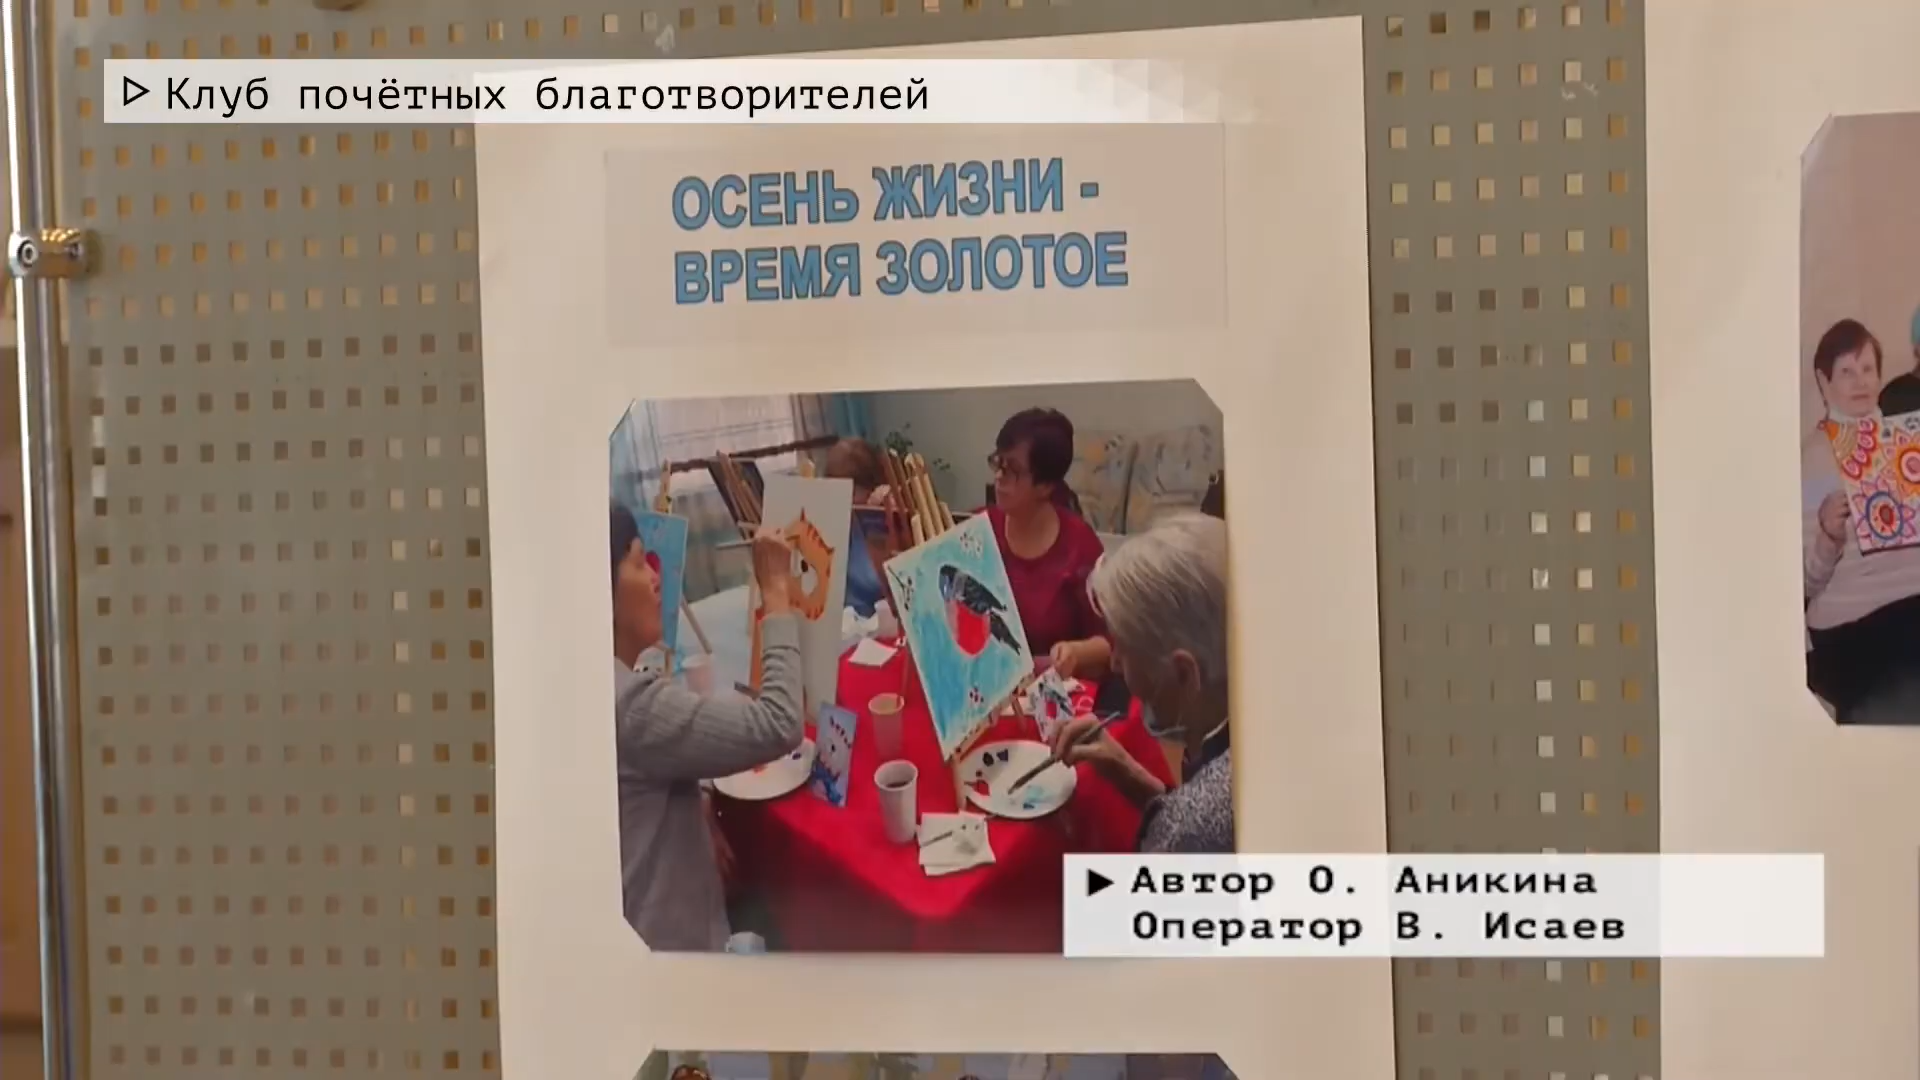 Клуб почётных благотворителей
ОСЕНЬ ЖИЗНИ -
ВРЕМЯ ЗОЛОТОЕ
Автор О. Аникина
Оператор В. Исаев